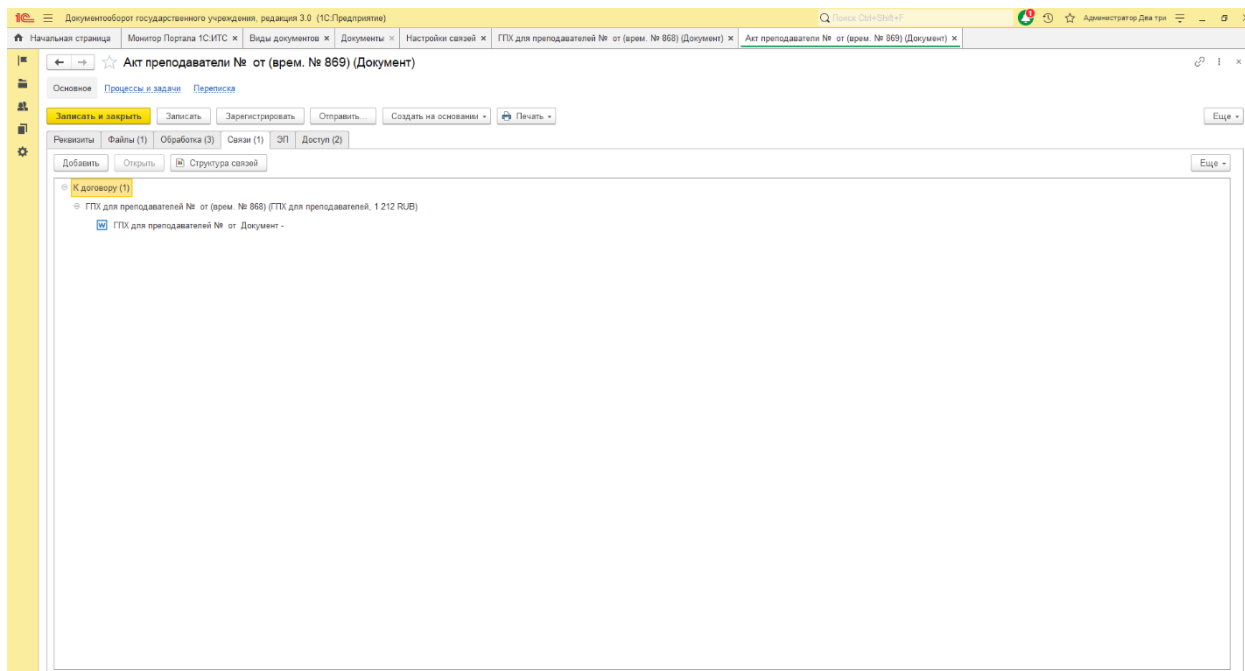 1С Документооборот государственного учреждения, редакция 3.0 (1С:Предприятие) Поиск Ctrl+Shift+F 1 Администратор Два три
Начальная страница Монитор Портала 1С:ИТС × Виды документов × Документы × Настройки связей × ГПХ для преподавателей № от (врем. № 868) (Документ) × Акт преподаватели № от (врем. № 869) (Документ) ×
Акт преподаватели № от (врем. № 869) (Документ)
Основное Процессы и задачи Переписка
Записать и закрыть Записать Зарегистрировать Отправить... Создать на основании Печать Еще
Реквизиты Файлы (1) Обработка (3) Связи (1) ЭП Доступ (2)
Добавить Открыть Структура связей Еще
К договору (1)
ГПХ для преподавателей № от (врем. № 868) (ГПХ для преподавателей, 1 212 RUB)
W ГПХ для преподавателей № от Документ -